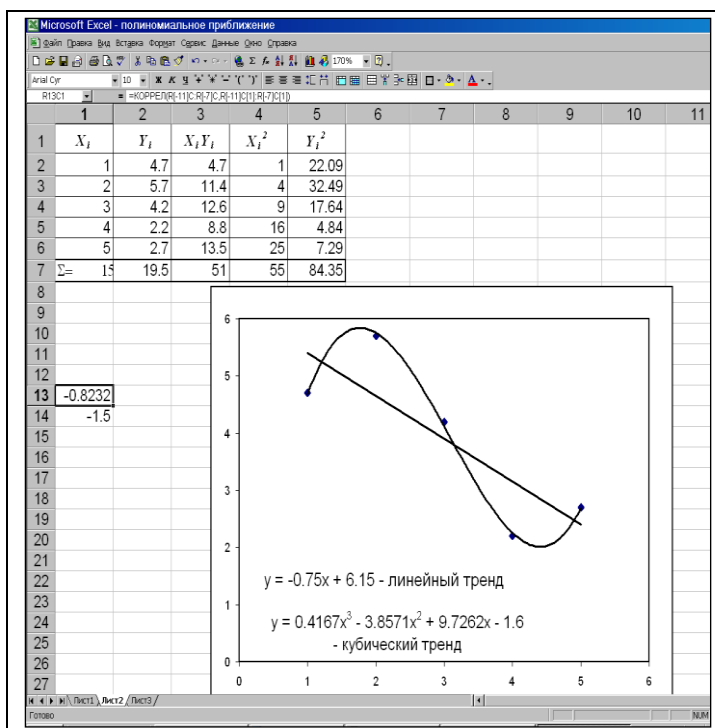 Microsoft Excel - полиномиальное приближение
Файл Правка Вид Вставка Формат Сервис Данные Окно Справка
170%
Arial Cyr 10 Ж К Ч
R13C1 = =КОРРЕЛ(R[-11]C:R[-7]C,R[-11]C[1]:R[-7]C[1])
1 2 3 4 5 6 7 8 9 10 11
1 Xi Yi XiYi Xi² Yi²
2 1 4.7 4.7 1 22.09
3 2 5.7 11.4 4 32.49
4 3 4.2 12.6 9 17.64
5 4 2.2 8.8 16 4.84
6 5 2.7 13.5 25 7.29
7 Σ= 15 19.5 51 55 84.35
8
9
10
11
12
13 -0.8232
14 -1.5
15
16
17
18
19
20
21
22
23
24
25
26
27
6
5
4
3
2
1
0
y = -0.75x + 6.15 - линейный тренд
y = 0.4167x³ - 3.8571x² + 9.7262x - 1.6
- кубический тренд
0 1 2 3 4 5 6
Лист1 Лист2 Лист3
Готово NUM